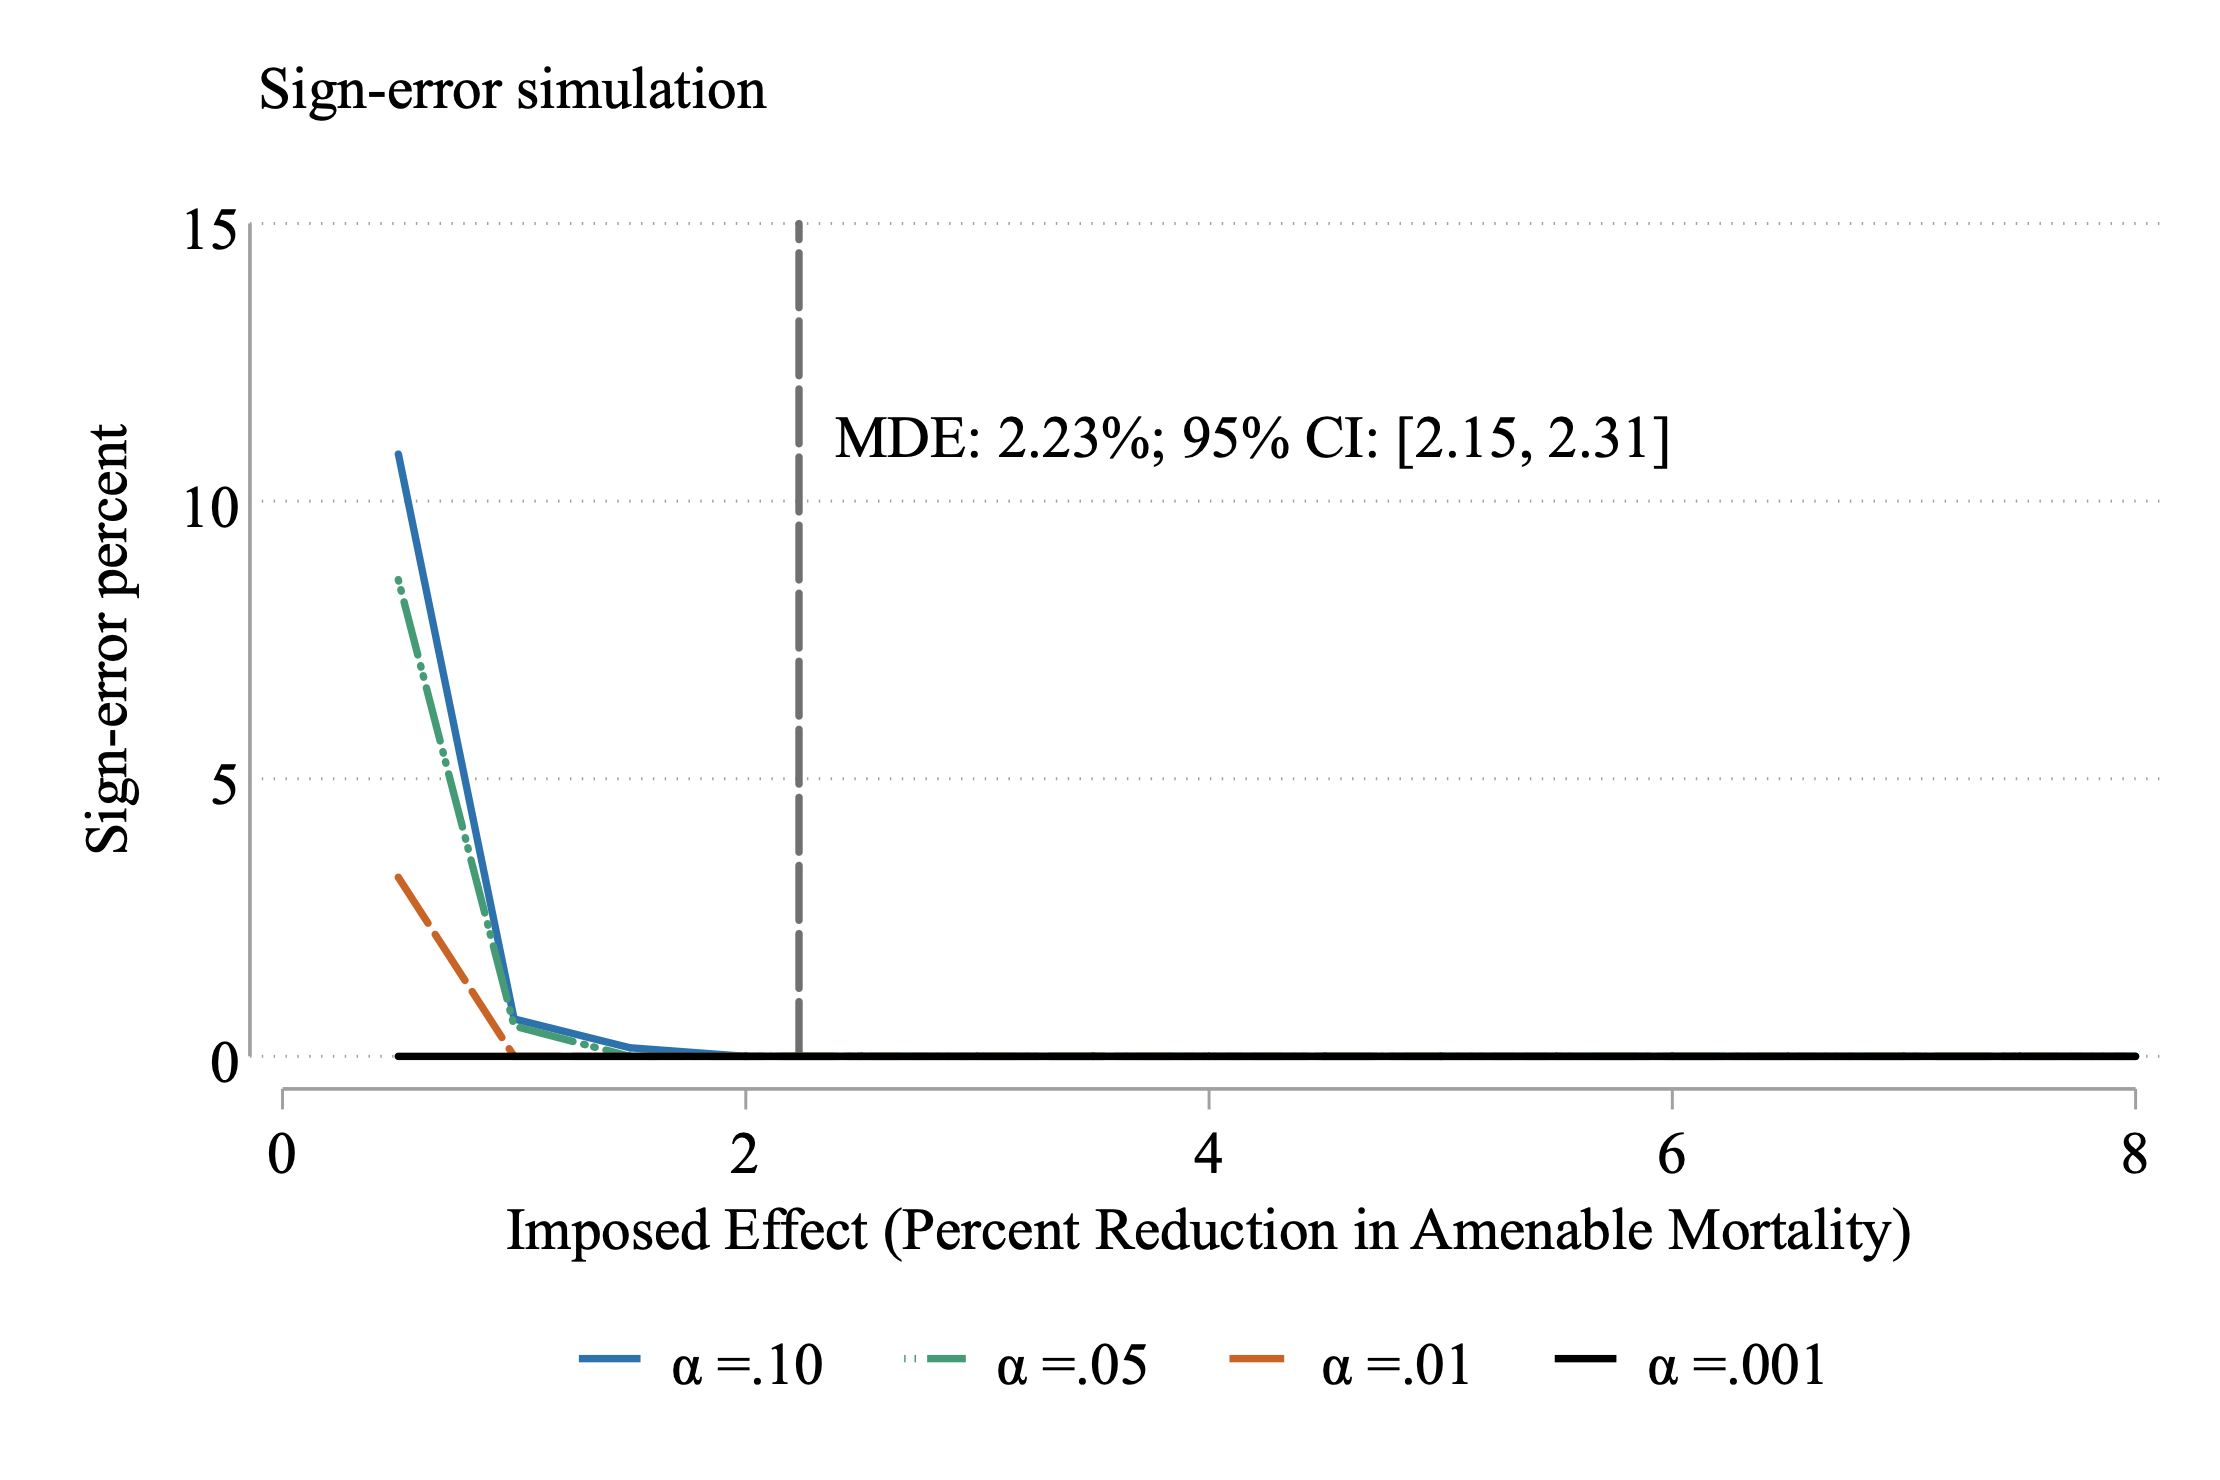 Sign-error simulation
15
10
5
0
Sign-error percent
MDE: 2.23%; 95% CI: [2.15, 2.31]
0 2 4 6 8
Imposed Effect (Percent Reduction in Amenable Mortality)
α =.10 α =.05 α =.01 α =.001